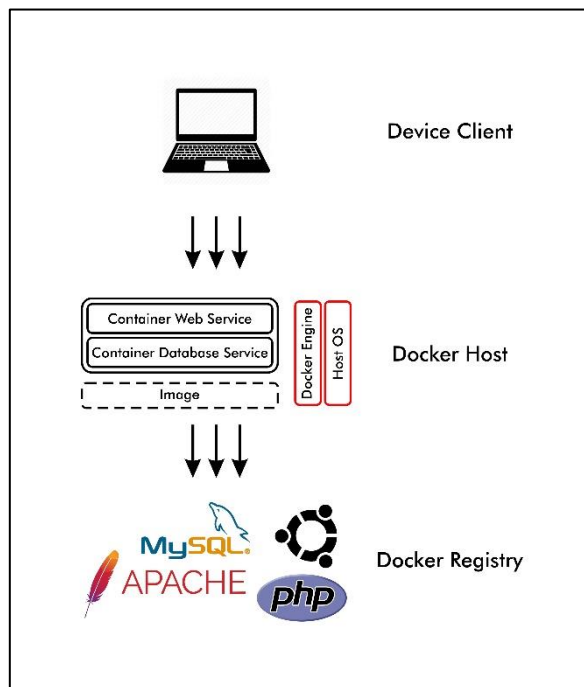 Device Client
Container Web Service
Container Database Service
Image
Docker Engine
Host OS
Docker Host
MySQL®
APACHE
php
Docker Registry